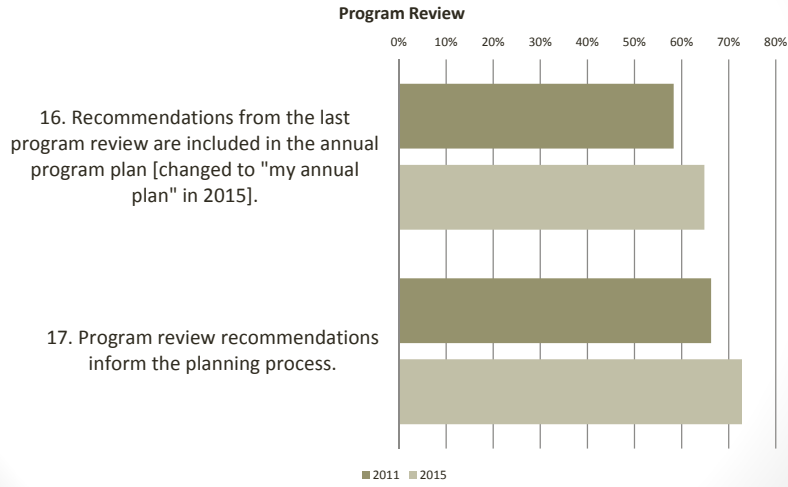 Program Review
0% 10% 20% 30% 40% 50% 60% 70% 80%
16. Recommendations from the last
program review are included in the annual
program plan [changed to "my annual
plan" in 2015].
17. Program review recommendations
inform the planning process.
2011 2015